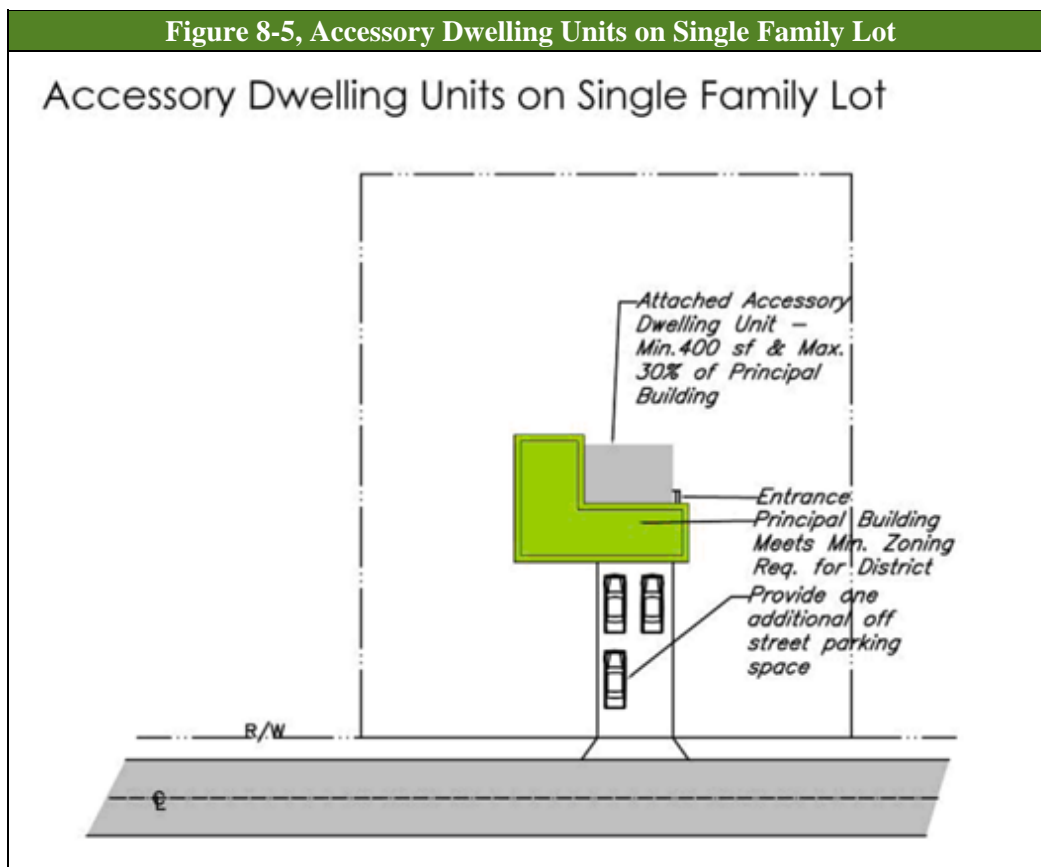 Figure 8-5, Accessory Dwelling Units on Single Family Lot
Accessory Dwelling Units on Single Family Lot
Attached Accessory
Dwelling Unit –
Min.400 sf & Max.
30% of Principal
Building
Entrance
Principal Building
Meets Min. Zoning
Req. for District
Provide one
additional off
street parking
space
R/W
℄